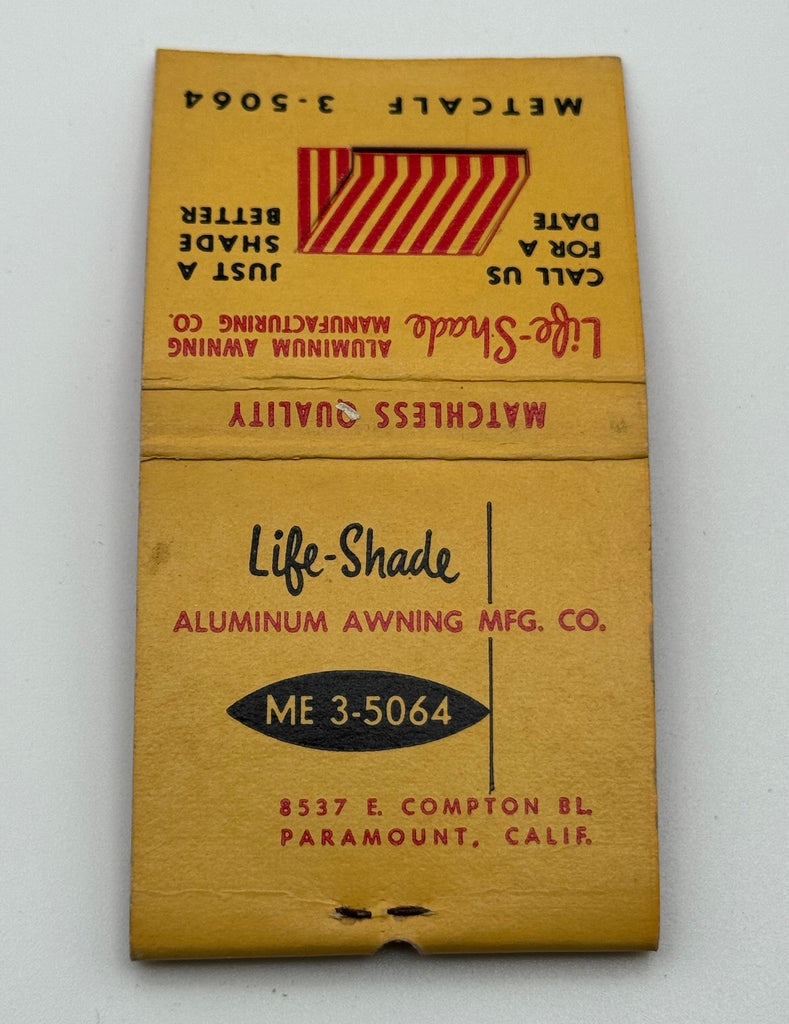 METCALF 3-5064
CALL US
FOR A
DATE
JUST A
SHADE
BETTER
Life-Shade ALUMINUM AWNING
MANUFACTURING CO.
MATCHLESS QUALITY
Life-Shade
ALUMINUM AWNING MFG. CO.
ME 3-5064
8537 E. COMPTON BL.
PARAMOUNT, CALIF.